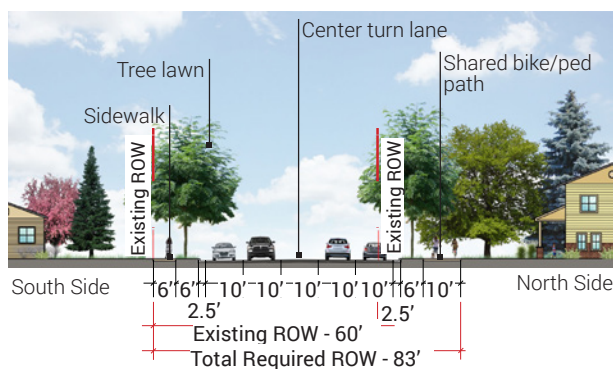 Center turn lane
Tree lawn
Shared bike/ped
path
Sidewalk
Existing ROW
Existing ROW
South Side
6’ 6’ 10’ 10’ 10’ 10’ 10’ 6’ 10’
North Side
2.5’ 2.5’
Existing ROW - 60’
Total Required ROW - 83’